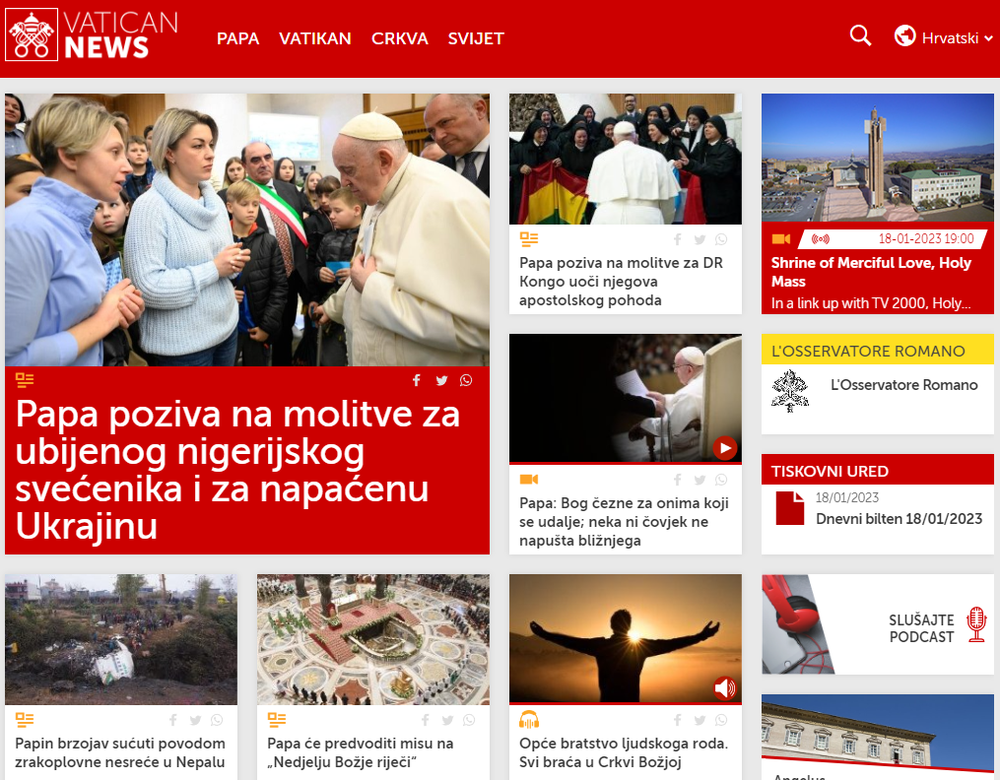 VATICAN
NEWS
PAPA VATIKAN CRKVA SVIJET
Hrvatski
Papa poziva na molitve za
ubijenog nigerijskog
svećenika i za napaćenu
Ukrajinu
Papa poziva na molitve za DR
Kongo uoči njegova
apostolskog pohoda
18-01-2023 19:00
Shrine of Merciful Love, Holy
Mass
In a link up with TV 2000, Holy...
Papa: Bog čezne za onima koji
se udalje; neka ni čovjek ne
napušta bližnjega
L'OSSERVATORE ROMANO
L'Osservatore Romano
TISKOVNI URED
18/01/2023
Dnevni bilten 18/01/2023
Papin brzojav sućuti povodom
zrakoplovne nesreće u Nepalu
Papa će predvoditi misu na
„Nedjelju Božje riječi“
Opće bratstvo ljudskoga roda.
Svi braća u Crkvi Božjoj
SLUŠAJTE
PODCAST
Angelus